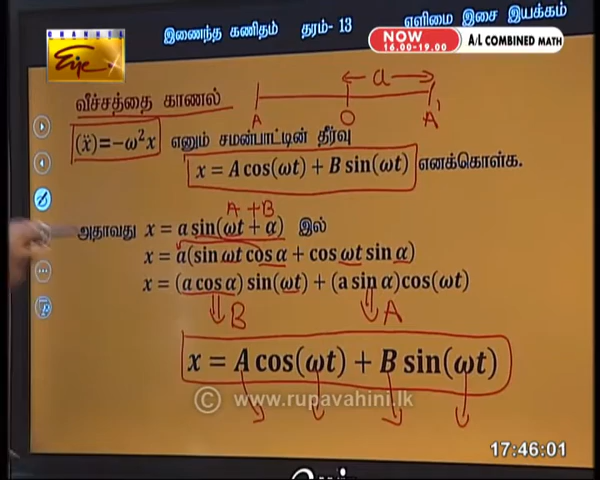 CHANNEL
Eye
இணைந்த கணிதம் தரம்- 13 எளிமை இசை இயக்கம்
NOW
16.00-19.00
A/L COMBINED MATH
a
வீச்சத்தை காணல்
A O A'
(ẍ)=−ω²x எனும் சமன்பாட்டின் தீர்வு
x = A cos(ωt) + B sin(ωt) எனக்கொள்க.
A + B
அதாவது x = a sin(ωt + α) இல்
x = a(sin ωt cos α + cos ωt sin α)
x = (a cos α) sin(ωt) + (a sin α)cos(ωt)
B A
x = A cos(ωt) + B sin(ωt)
© www.rupavahini.lk
17:46:01